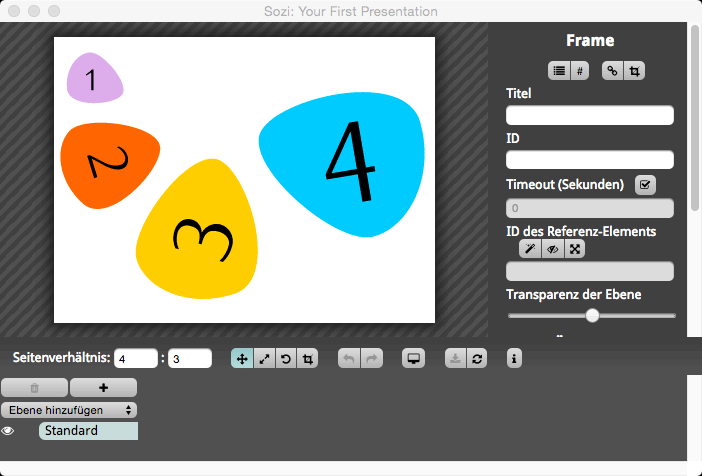 Sozi: Your First Presentation
1
2
3
4
Frame
#
Titel
ID
Timeout (Sekunden)
0
ID des Referenz-Elements
Transparenz der Ebene
Seitenverhältnis: 4 : 3
Ebene hinzufügen
Standard